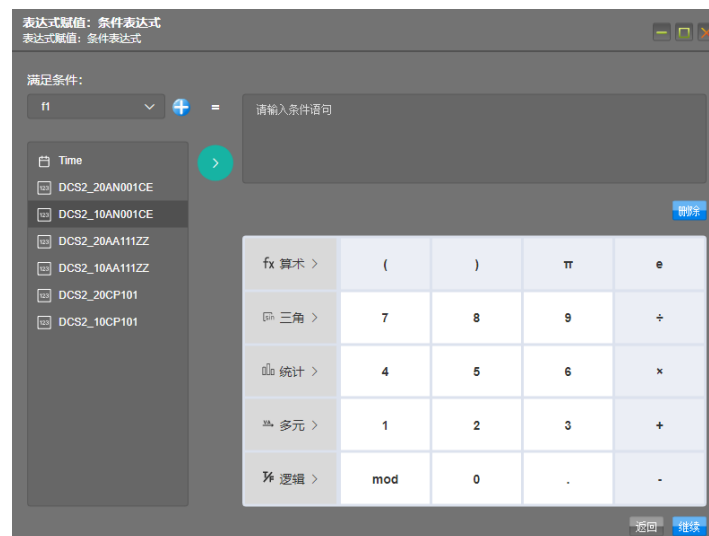 表达式赋值：条件表达式
表达式赋值：条件表达式
满足条件：
f1
=
请输入条件语句
Time
DCS2_20AN001CE
DCS2_10AN001CE
DCS2_20AA111ZZ
DCS2_10AA111ZZ
DCS2_20CP101
DCS2_10CP101
删除
fx 算术 > ( ) π e
sin 三角 > 7 8 9 ÷
统计 > 4 5 6 ×
多元 > 1 2 3 +
T/F 逻辑 > mod 0 . -
返回 继续